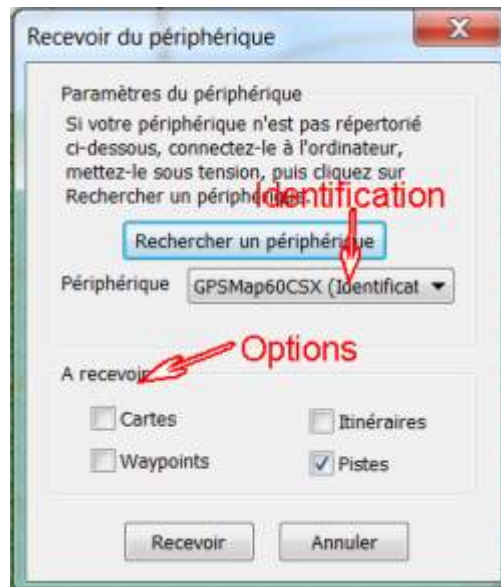 Recevoir du périphérique
Paramètres du périphérique
Si votre périphérique n'est pas répertorié
ci-dessous, connectez-le à l'ordinateur,
mettez-le sous tension, puis cliquez sur
Rechercher un périphérique.
Identification
Rechercher un périphérique
Périphérique GPSMap60CSX (Identificat
Options
A recevoir
Cartes Itinéraires
Waypoints Pistes
Recevoir Annuler